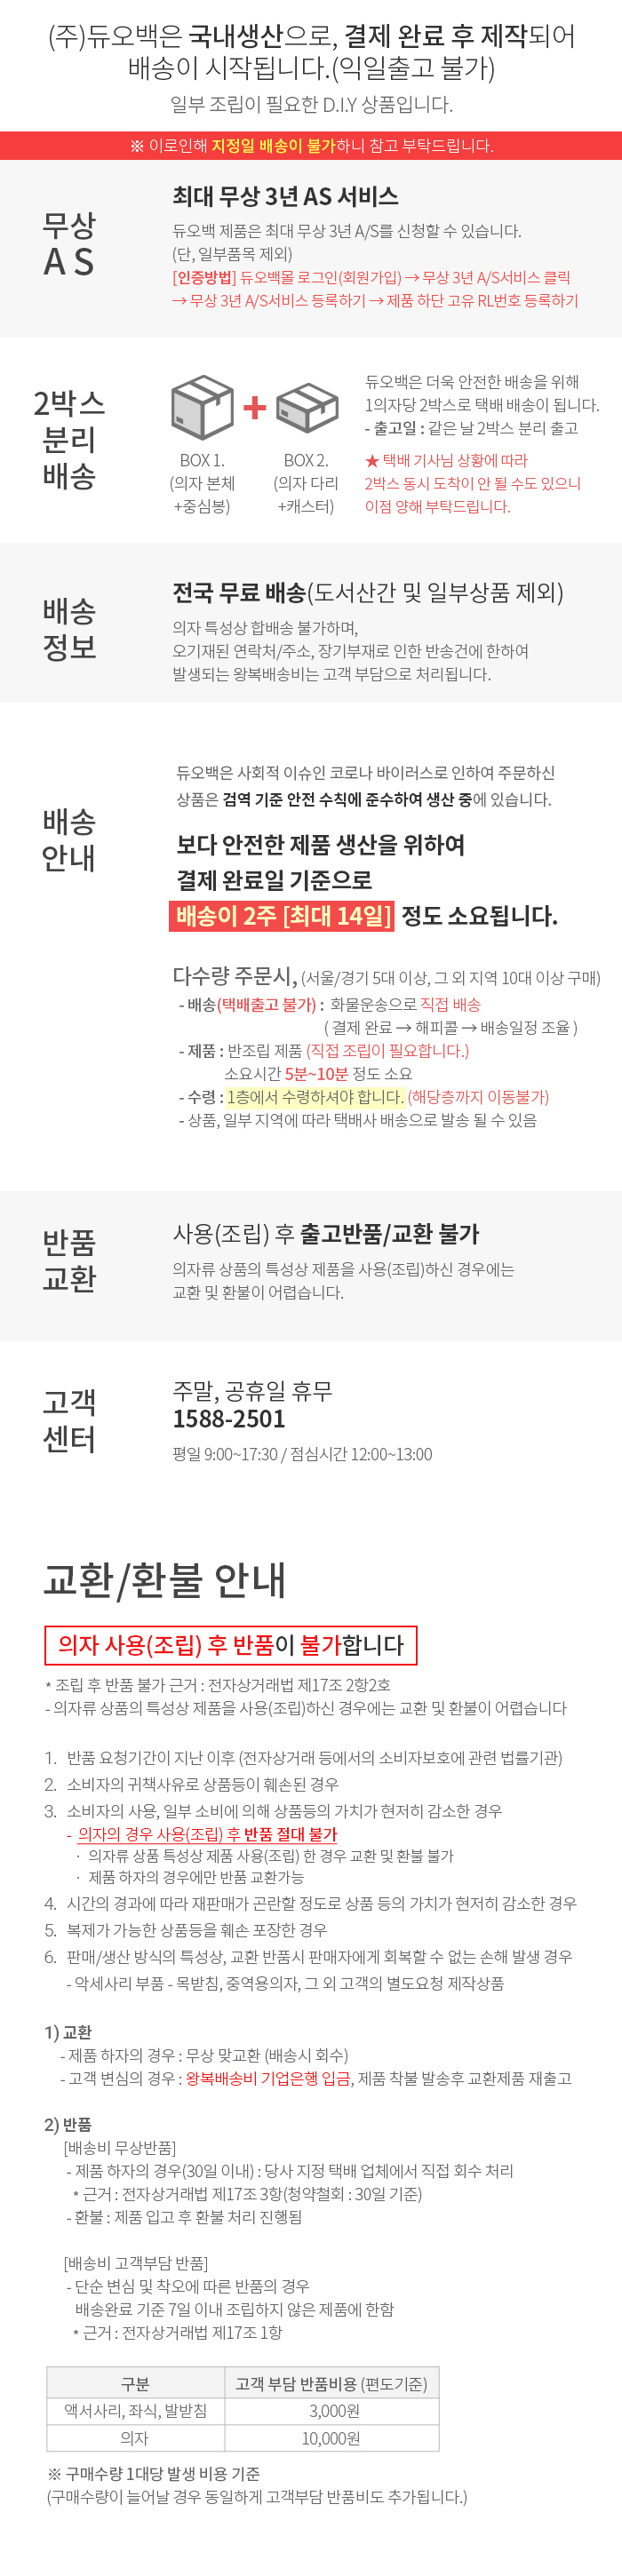 (주)듀오백은 국내생산으로, 결제 완료 후 제작되어
배송이 시작됩니다.(익일출고 불가)
일부 조립이 필요한 D.I.Y 상품입니다.
※ 이로인해 지정일 배송이 불가하니 참고 부탁드립니다.
무상
A S
최대 무상 3년 AS 서비스
듀오백 제품은 최대 무상 3년 A/S를 신청할 수 있습니다.
(단, 일부품목 제외)
[인증방법] 듀오백몰 로그인(회원가입) → 무상 3년 A/S서비스 클릭
→ 무상 3년 A/S서비스 등록하기 → 제품 하단 고유 RL번호 등록하기
2박스
분리
배송
BOX 1.
(의자 본체
+중심봉)
+
BOX 2.
(의자 다리
+캐스터)
듀오백은 더욱 안전한 배송을 위해
1의자당 2박스로 택배 배송이 됩니다.
- 출고일 : 같은 날 2박스 분리 출고
★ 택배 기사님 상황에 따라
2박스 동시 도착이 안 될 수도 있으니
이점 양해 부탁드립니다.
배송
정보
전국 무료 배송(도서산간 및 일부상품 제외)
의자 특성상 합배송 불가하며,
오기재된 연락처/주소, 장기부재로 인한 반송건에 한하여
발생되는 왕복배송비는 고객 부담으로 처리됩니다.
배송
안내
듀오백은 사회적 이슈인 코로나 바이러스로 인하여 주문하신
상품은 검역 기준 안전 수칙에 준수하여 생산 중에 있습니다.
보다 안전한 제품 생산을 위하여
결제 완료일 기준으로
배송이 2주 [최대 14일] 정도 소요됩니다.
다수량 주문시, (서울/경기 5대 이상, 그 외 지역 10대 이상 구매)
- 배송(택배출고 불가) : 화물운송으로 직접 배송
( 결제 완료 → 해피콜 → 배송일정 조율 )
- 제품 : 반조립 제품 (직접 조립이 필요합니다.)
소요시간 5분~10분 정도 소요
- 수령 : 1층에서 수령하셔야 합니다. (해당층까지 이동불가)
- 상품, 일부 지역에 따라 택배사 배송으로 발송 될 수 있음
반품
교환
사용(조립) 후 출고반품/교환 불가
의자류 상품의 특성상 제품을 사용(조립)하신 경우에는
교환 및 환불이 어렵습니다.
고객
센터
주말, 공휴일 휴무
1588-2501
평일 9:00~17:30 / 점심시간 12:00~13:00
교환/환불 안내
의자 사용(조립) 후 반품이 불가합니다
* 조립 후 반품 불가 근거 : 전자상거래법 제17조 2항2호
- 의자류 상품의 특성상 제품을 사용(조립)하신 경우에는 교환 및 환불이 어렵습니다
1. 반품 요청기간이 지난 이후 (전자상거래 등에서의 소비자보호에 관련 법률기관)
2. 소비자의 귀책사유로 상품등이 훼손된 경우
3. 소비자의 사용, 일부 소비에 의해 상품등의 가치가 현저히 감소한 경우
- 의자의 경우 사용(조립) 후 반품 절대 불가
· 의자류 상품 특성상 제품 사용(조립) 한 경우 교환 및 환불 불가
· 제품 하자의 경우에만 반품 교환가능
4. 시간의 경과에 따라 재판매가 곤란할 정도로 상품 등의 가치가 현저히 감소한 경우
5. 복제가 가능한 상품등을 훼손 포장한 경우
6. 판매/생산 방식의 특성상, 교환 반품시 판매자에게 회복할 수 없는 손해 발생 경우
- 악세사리 부품 - 목받침, 중역용의자, 그 외 고객의 별도요청 제작상품
1) 교환
- 제품 하자의 경우 : 무상 맞교환 (배송시 회수)
- 고객 변심의 경우 : 왕복배송비 기업은행 입금, 제품 착불 발송후 교환제품 재출고
2) 반품
[배송비 무상반품]
- 제품 하자의 경우(30일 이내) : 당사 지정 택배 업체에서 직접 회수 처리
* 근거 : 전자상거래법 제17조 3항(청약철회 : 30일 기준)
- 환불 : 제품 입고 후 환불 처리 진행됨
[배송비 고객부담 반품]
- 단순 변심 및 착오에 따른 반품의 경우
배송완료 기준 7일 이내 조립하지 않은 제품에 한함
* 근거 : 전자상거래법 제17조 1항
구분 고객 부담 반품비용 (편도기준)
액서사리, 좌식, 발받침 3,000원
의자 10,000원
※ 구매수량 1대당 발생 비용 기준
(구매수량이 늘어날 경우 동일하게 고객부담 반품비도 추가됩니다.)